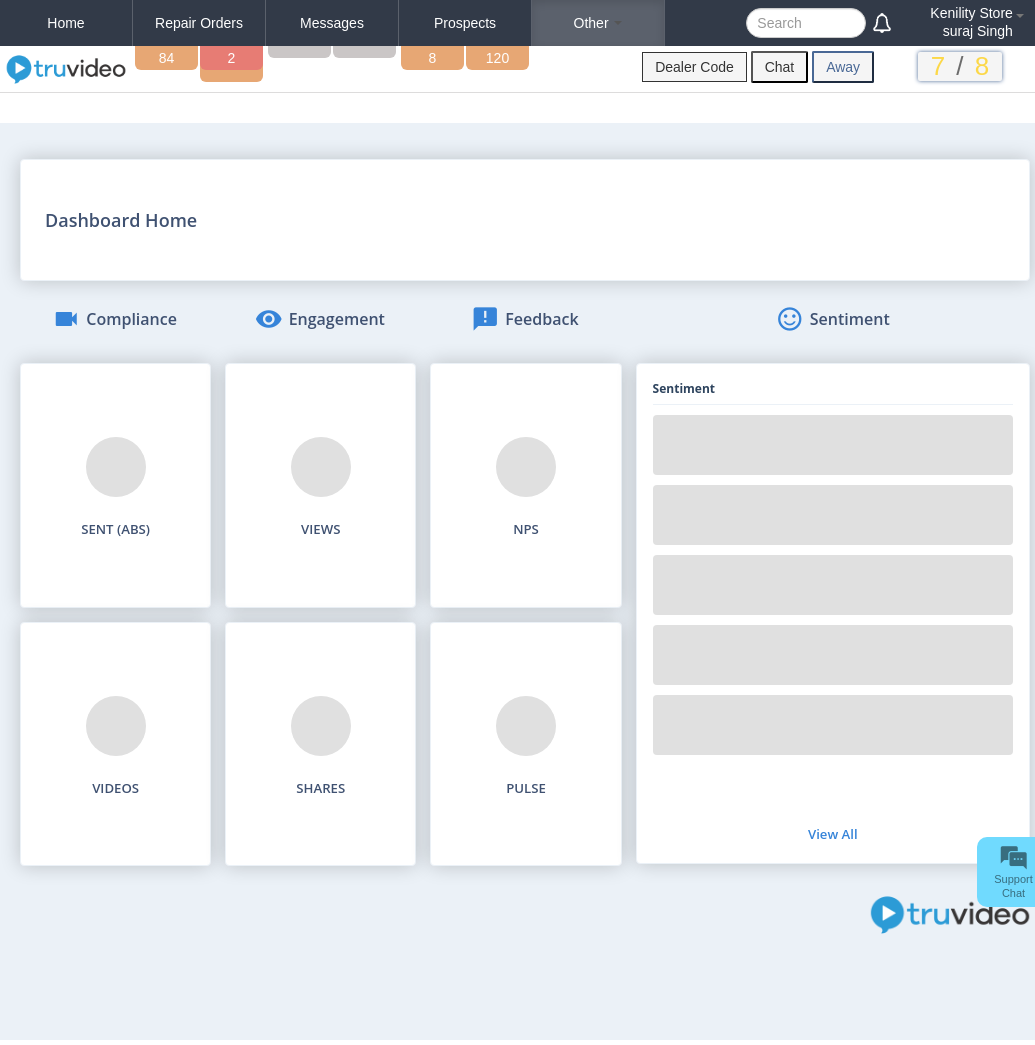 Home
Repair Orders
Messages
Prospects
Other
Search
Kenility Store
suraj Singh
truvideo
84
2
8
120
Dealer Code
Chat
Away
7 / 8
Dashboard Home
Compliance
Engagement
Feedback
Sentiment
SENT (ABS)
VIEWS
NPS
Sentiment
VIDEOS
SHARES
PULSE
View All
Support
Chat
truvideo